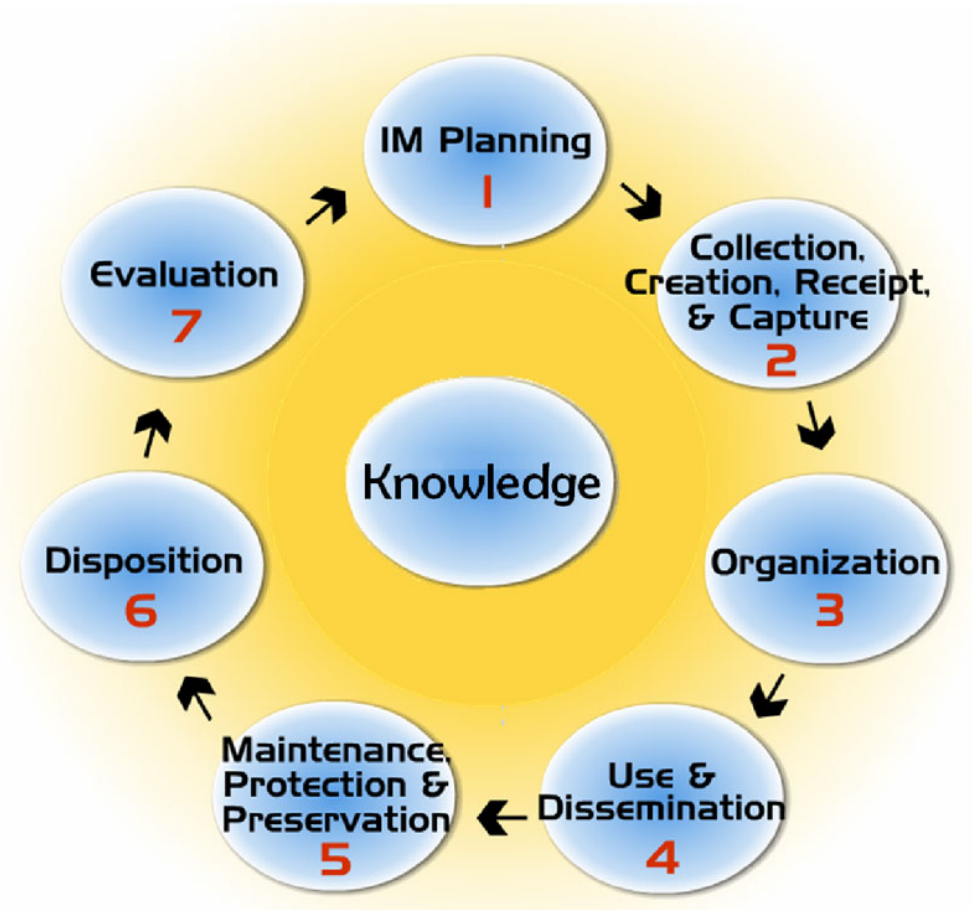 IM Planning
1
Collection,
Creation, Receipt,
& Capture
2
Organization
3
Use &
Dissemination
4
Maintenance,
Protection &
Preservation
5
Disposition
6
Evaluation
7
Knowledge